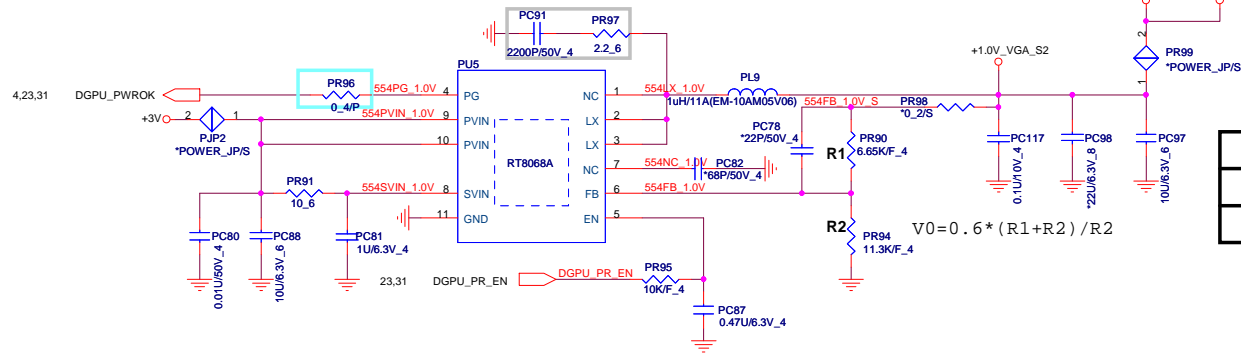 PC91
PR97
2200P/50V_4
2.2_6
+1.0V_VGA_S2
2
PR99
*POWER_JP/S
1
PU5
PR96
4,23,31
DGPU_PWROK
0_4/P
554PG_1.0V
4
PG
NC
1
554LX_1.0V
PL9
1uH/11A(EM-10AM05V06)
554FB_1.0V_S
PR98
*0_2/S
+3V
2
1
PJP2
*POWER_JP/S
554PVIN_1.0V
9
PVIN
LX
2
10
PVIN
LX
3
PC78
*22P/50V_4
R1
PR90
6.65K/F_4
PC117
0.1U/10V_4
PC98
*22U/6.3V_8
PC97
10U/6.3V_6
RT8068A
NC
7
554NC_1.0V
PC82
*68P/50V_4
PR91
10_6
554SVIN_1.0V
8
SVIN
FB
6
554FB_1.0V
11
GND
EN
5
R2
PR94
11.3K/F_4
V0=0.6*(R1+R2)/R2
PC80
0.01U/50V_4
PC88
10U/6.3V_6
PC81
1U/6.3V_4
23,31
DGPU_PR_EN
DGPU_PR_EN
PR95
10K/F_4
PC87
0.47U/6.3V_4